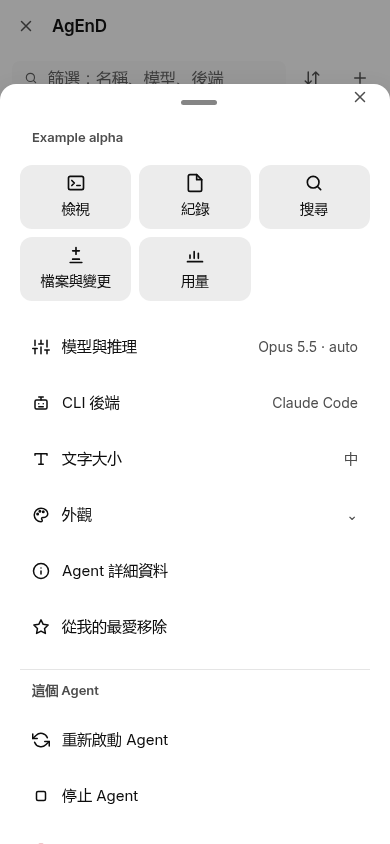 AgEnD
篩選：名稱、模型、後端
Example alpha
檢視
紀錄
搜尋
檔案與變更
用量
模型與推理
Opus 5.5 · auto
CLI 後端
Claude Code
文字大小
中
外觀
Agent 詳細資料
從我的最愛移除
這個 Agent
重新啟動 Agent
停止 Agent